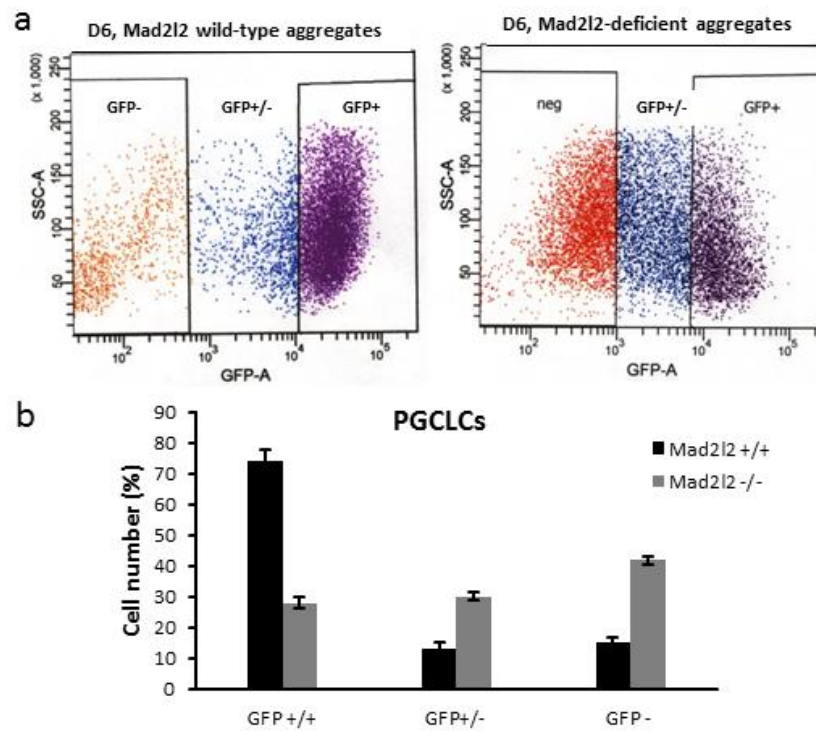 a
D6, Mad2l2 wild-type aggregates
(x 1,000)
250
200
150
100
50
SSC-A
GFP-
GFP+/-
GFP+
10² 10³ 10⁴ 10⁵
GFP-A
D6, Mad2l2-deficient aggregates
(x 1,000)
250
200
150
100
50
SSC-A
neg
GFP+/-
GFP+
10² 10³ 10⁴ 10⁵
GFP-A
b
PGCLCs
Cell number (%)
90
80
70
60
50
40
30
20
10
0
Mad2l2 +/+
Mad2l2 -/-
GFP +/+ GFP+/- GFP -